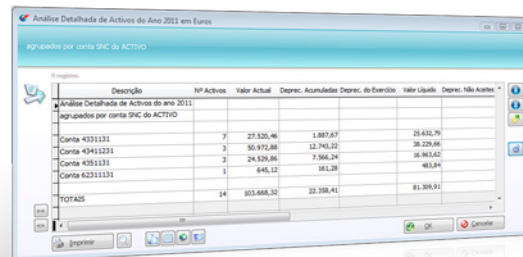 Análise Detalhada de Activos do Ano 2011 em Euros
agrupados por conta SNC do ACTIVO
9 registos.
Descrição Nº Activos Valor Actual Deprec. Acumuladas Deprec. do Exercício Valor Líquido Deprec. Não Aceites
Análise Detalhada de Activos do ano 2011
agrupados por conta SNC do ACTIVO
Conta 4331131 7 27.520,46 1.887,67 25.632,79
Conta 43411231 3 50.972,88 12.743,22 38.229,66
Conta 4351131 3 24.529,86 7.566,24 16.963,62
Conta 62311131 1 645,12 161,28 483,84
TOTAIS 14 103.668,32 22.358,41 81.309,91
Imprimir OK Cancelar